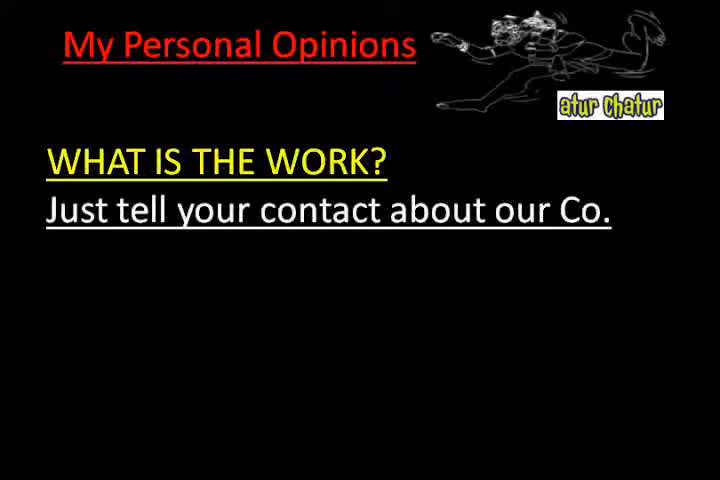 My Personal Opinions
atur chatur
WHAT IS THE WORK?
Just tell your contact about our Co.